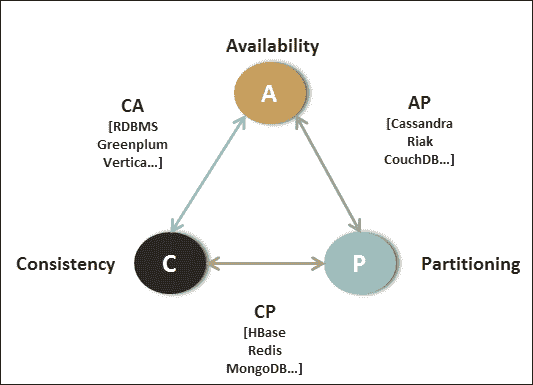 Availability
A
CA
[RDBMS
Greenplum
Vertica...]
AP
[Cassandra
Riak
CouchDB...]
Consistency
C
P
Partitioning
CP
[HBase
Redis
MongoDB...]